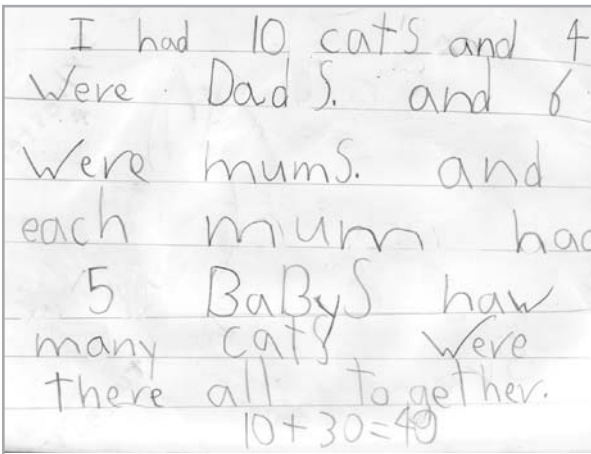 I had 10 cats and 4
Were Dads. and 6
Were mums. and
each mum had
5 BaBys haw
many cats Were
there all together.
10+30=40